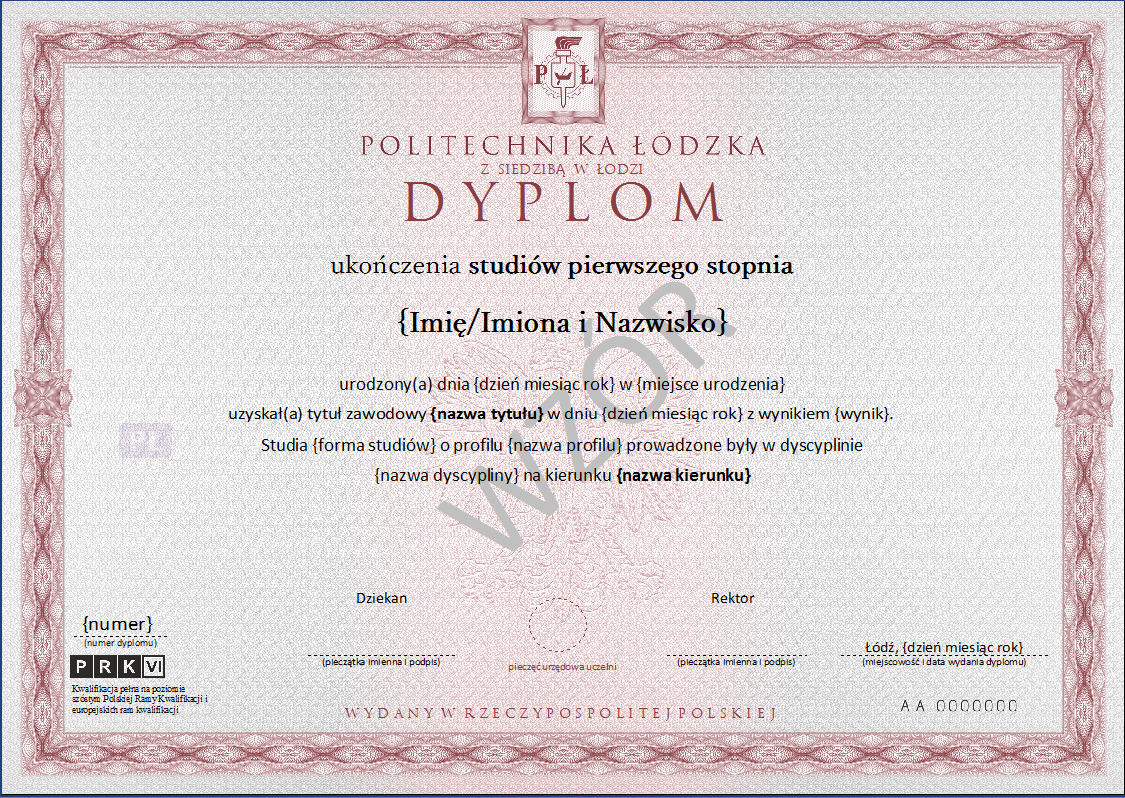 P Ł
POLITECHNIKA ŁÓDZKA
Z SIEDZIBĄ W ŁODZI
DYPLOM
ukończenia studiów pierwszego stopnia
{Imię/Imiona i Nazwisko}
WZÓR
urodzony(a) dnia {dzień miesiąc rok} w {miejsce urodzenia}
uzyskał(a) tytuł zawodowy {nazwa tytułu} w dniu {dzień miesiąc rok} z wynikiem {wynik}.
Studia {forma studiów} o profilu {nazwa profilu} prowadzone były w dyscyplinie
{nazwa dyscypliny} na kierunku {nazwa kierunku}
PŁ
Dziekan
Rektor
{numer}
(numer dyplomu)
(pieczątka imienna i podpis)
pieczęć urzędowa uczelni
(pieczątka imienna i podpis)
Łódź, {dzień miesiąc rok}
(miejscowość i data wydania dyplomu)
PRK VI
Kwalifikacja pełna na poziomie
szóstym Polskiej Ramy Kwalifikacji i
europejskich ram kwalifikacji
WYDANY W RZECZYPOSPOLITEJ POLSKIEJ
AA 0000000